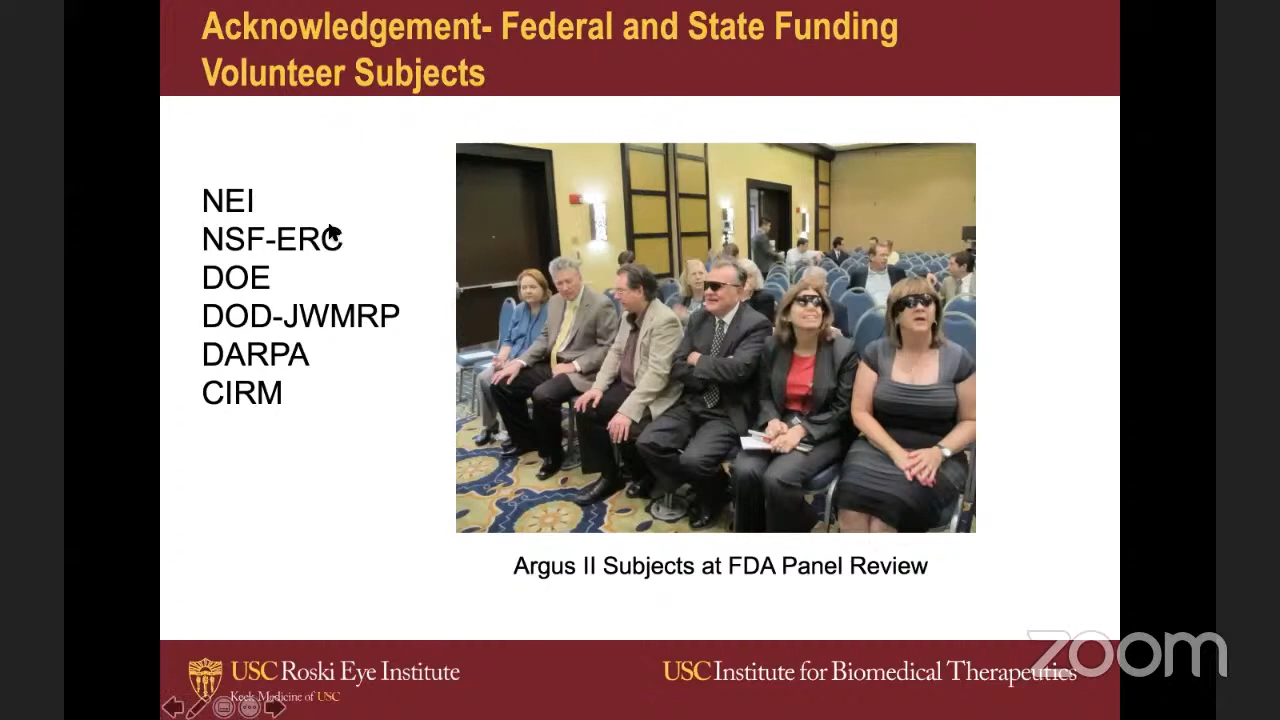 Acknowledgement- Federal and State Funding
Volunteer Subjects
NEI
NSF-ERC
DOE
DOD-JWMRP
DARPA
CIRM
Argus II Subjects at FDA Panel Review
USC Roski Eye Institute
Keck Medicine of USC
USC Institute for Biomedical Therapeutics
zoom